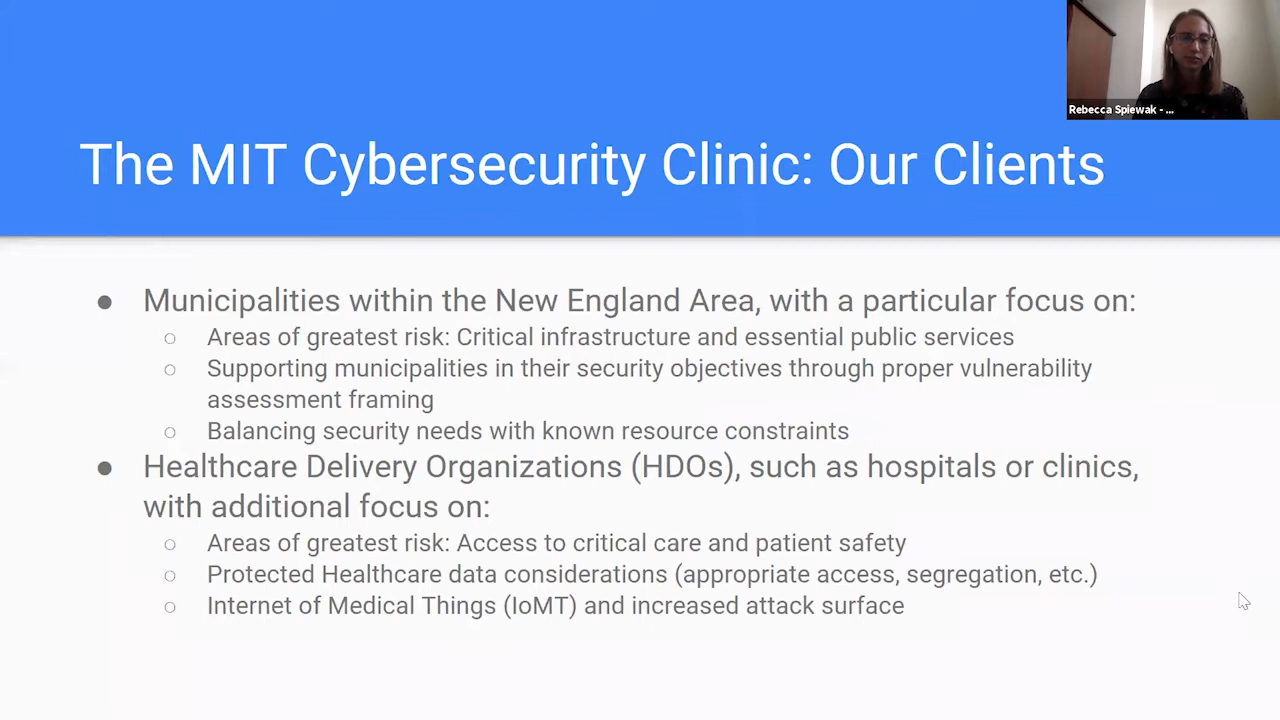 Rebecca Spiewak - ...
The MIT Cybersecurity Clinic: Our Clients
● Municipalities within the New England Area, with a particular focus on:
○ Areas of greatest risk: Critical infrastructure and essential public services
○ Supporting municipalities in their security objectives through proper vulnerability
assessment framing
○ Balancing security needs with known resource constraints
● Healthcare Delivery Organizations (HDOs), such as hospitals or clinics,
with additional focus on:
○ Areas of greatest risk: Access to critical care and patient safety
○ Protected Healthcare data considerations (appropriate access, segregation, etc.)
○ Internet of Medical Things (IoMT) and increased attack surface